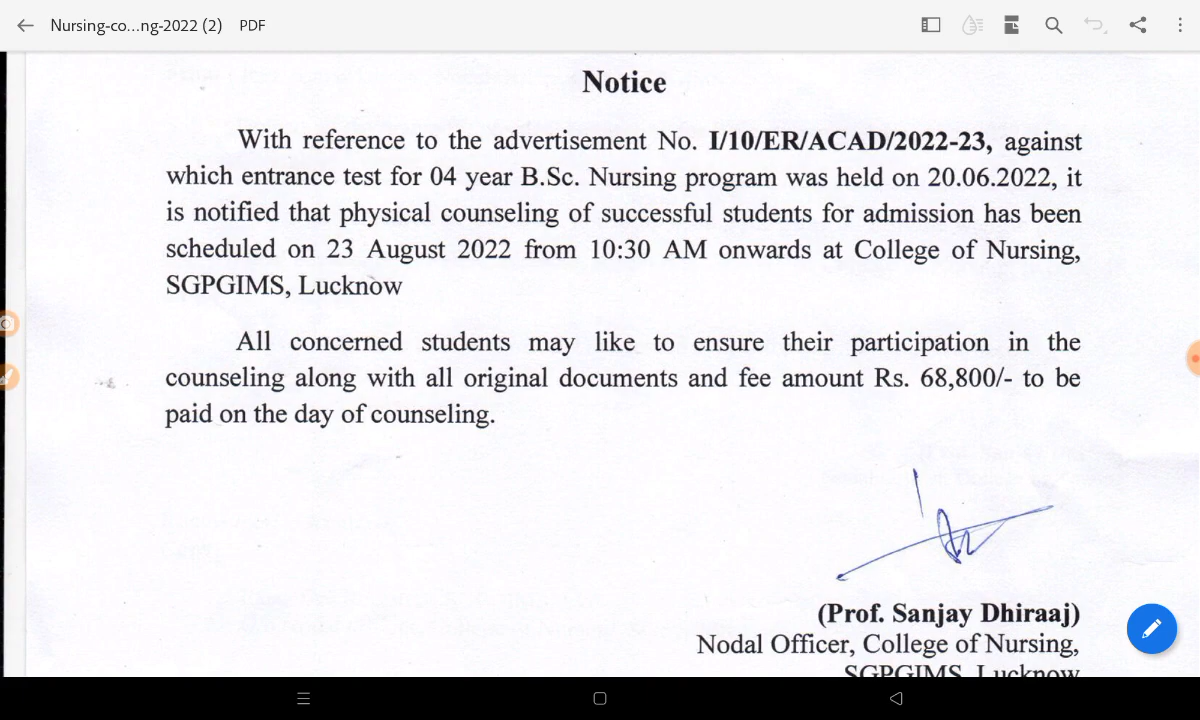 Nursing-co...ng-2022 (2) PDF
Notice
With reference to the advertisement No. I/10/ER/ACAD/2022-23, against
which entrance test for 04 year B.Sc. Nursing program was held on 20.06.2022, it
is notified that physical counseling of successful students for admission has been
scheduled on 23 August 2022 from 10:30 AM onwards at College of Nursing,
SGPGIMS, Lucknow
All concerned students may like to ensure their participation in the
counseling along with all original documents and fee amount Rs. 68,800/- to be
paid on the day of counseling.
(Prof. Sanjay Dhiraaj)
Nodal Officer, College of Nursing,
SGPGIMS, Lucknow